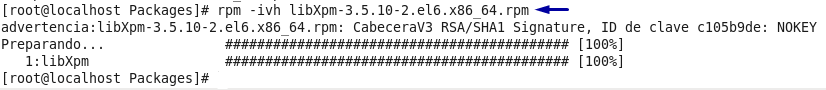 [root@localhost Packages]# rpm -ivh libXpm-3.5.10-2.el6.x86_64.rpm
advertencia:libXpm-3.5.10-2.el6.x86_64.rpm: CabeceraV3 RSA/SHA1 Signature, ID de clave c105b9de: NOKEY
Preparando...               ########################################### [100%]
   1:libXpm                 ########################################### [100%]
[root@localhost Packages]#